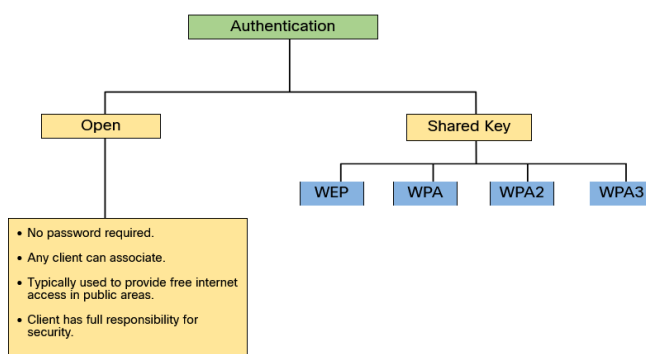 Authentication
Open
Shared Key
WEP
WPA
WPA2
WPA3
• No password required.
• Any client can associate.
• Typically used to provide free internet
access in public areas.
• Client has full responsibility for
security.